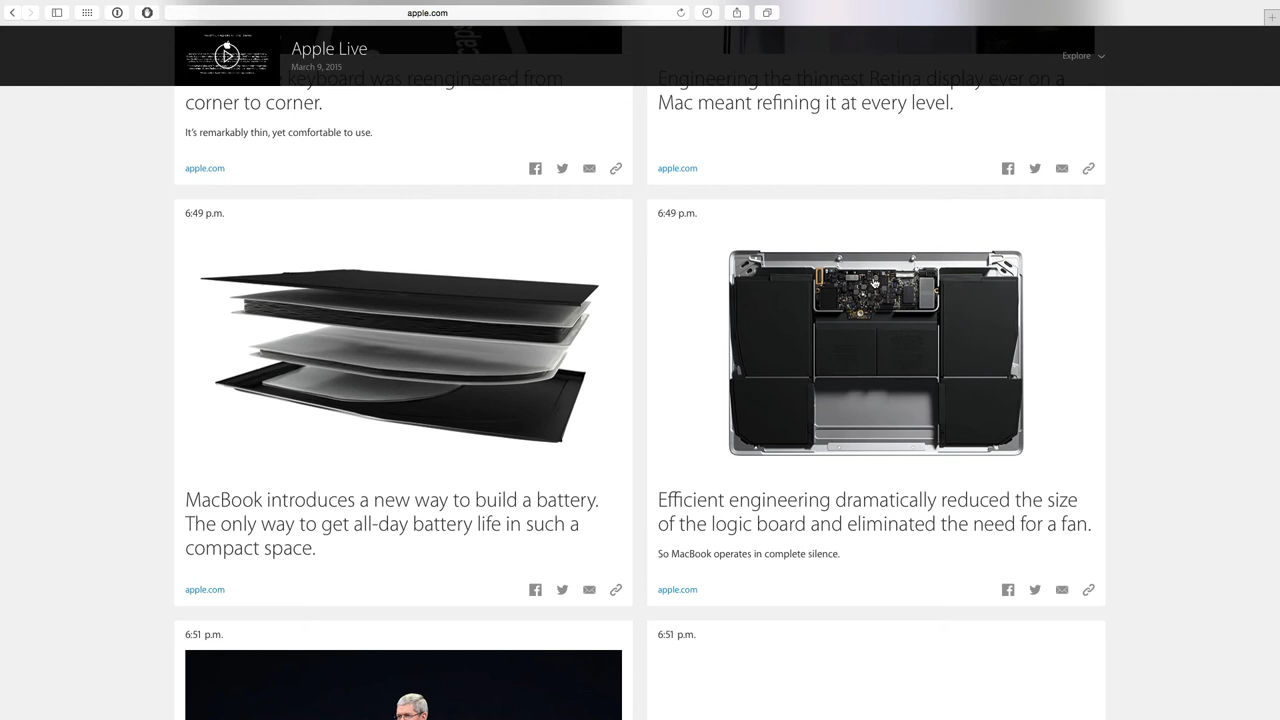 apple.com
Apple Live
March 9, 2015
Explore
keyboard was reengineered from
corner to corner.
It's remarkably thin, yet comfortable to use.
apple.com
Engineering the thinnest Retina display ever on a
Mac meant refining it at every level.
apple.com
6:49 p.m.
MacBook introduces a new way to build a battery.
The only way to get all-day battery life in such a
compact space.
apple.com
6:49 p.m.
Efficient engineering dramatically reduced the size
of the logic board and eliminated the need for a fan.
So MacBook operates in complete silence.
apple.com
6:51 p.m.
6:51 p.m.